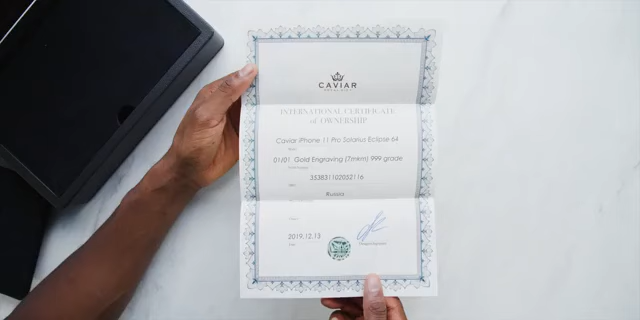 CAVIAR
INTERNATIONAL CERTIFICATE
of OWNERSHIP
Caviar iPhone 11 Pro Solarius Eclipse 64
01/01 Gold Engraving (7mkm) 999 grade
353831102052116
Russia
2019.12.13